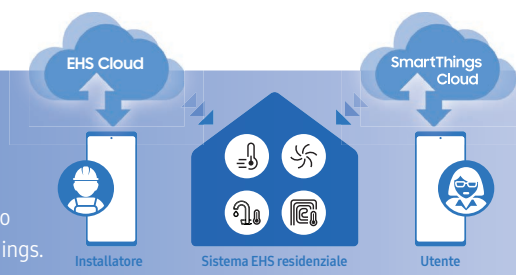 EHS Cloud
SmartThings
Cloud
o
ings.
Installatore
Sistema EHS residenziale
Utente